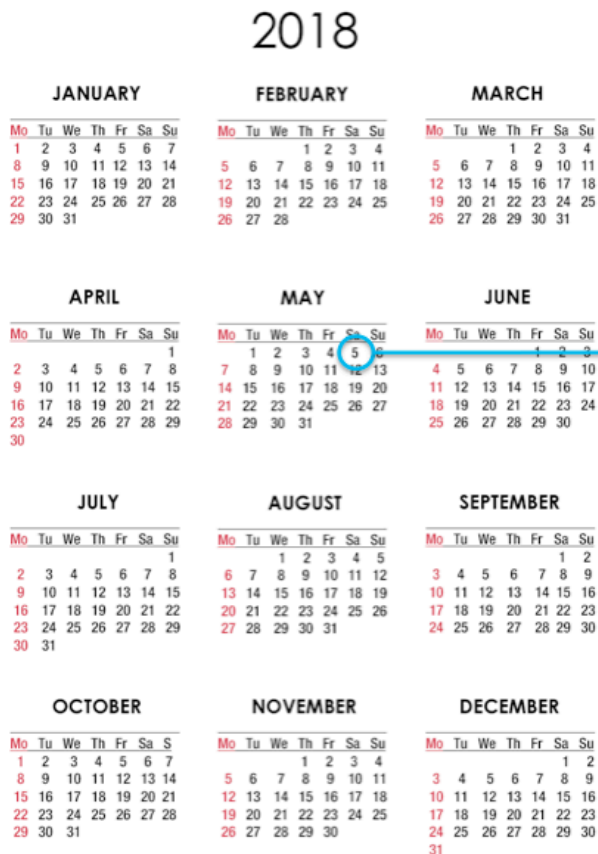 2018
JANUARY
Mo Tu We Th Fr Sa Su
1 2 3 4 5 6 7
8 9 10 11 12 13 14
15 16 17 18 19 20 21
22 23 24 25 26 27 28
29 30 31
FEBRUARY
Mo Tu We Th Fr Sa Su
1 2 3 4
5 6 7 8 9 10 11
12 13 14 15 16 17 18
19 20 21 22 23 24 25
26 27 28
MARCH
Mo Tu We Th Fr Sa Su
1 2 3 4
5 6 7 8 9 10 11
12 13 14 15 16 17 18
19 20 21 22 23 24 25
26 27 28 29 30 31
APRIL
Mo Tu We Th Fr Sa Su
1
2 3 4 5 6 7 8
9 10 11 12 13 14 15
16 17 18 19 20 21 22
23 24 25 26 27 28 29
30
MAY
Mo Tu We Th Fr Sa Su
1 2 3 4 5 6
7 8 9 10 11 12 13
14 15 16 17 18 19 20
21 22 23 24 25 26 27
28 29 30 31
JUNE
Mo Tu We Th Fr Sa Su
1 2 3
4 5 6 7 8 9 10
11 12 13 14 15 16 17
18 19 20 21 22 23 24
25 26 27 28 29 30
JULY
Mo Tu We Th Fr Sa Su
1
2 3 4 5 6 7 8
9 10 11 12 13 14 15
16 17 18 19 20 21 22
23 24 25 26 27 28 29
30 31
AUGUST
Mo Tu We Th Fr Sa Su
1 2 3 4 5
6 7 8 9 10 11 12
13 14 15 16 17 18 19
20 21 22 23 24 25 26
27 28 29 30 31
SEPTEMBER
Mo Tu We Th Fr Sa Su
1 2
3 4 5 6 7 8 9
10 11 12 13 14 15 16
17 18 19 20 21 22 23
24 25 26 27 28 29 30
OCTOBER
Mo Tu We Th Fr Sa S
1 2 3 4 5 6 7
8 9 10 11 12 13 14
15 16 17 18 19 20 21
22 23 24 25 26 27 28
29 30 31
NOVEMBER
Mo Tu We Th Fr Sa Su
1 2 3 4
5 6 7 8 9 10 11
12 13 14 15 16 17 18
19 20 21 22 23 24 25
26 27 28 29 30
DECEMBER
Mo Tu We Th Fr Sa Su
1 2
3 4 5 6 7 8 9
10 11 12 13 14 15 16
17 18 19 20 21 22 23
24 25 26 27 28 29 30
31